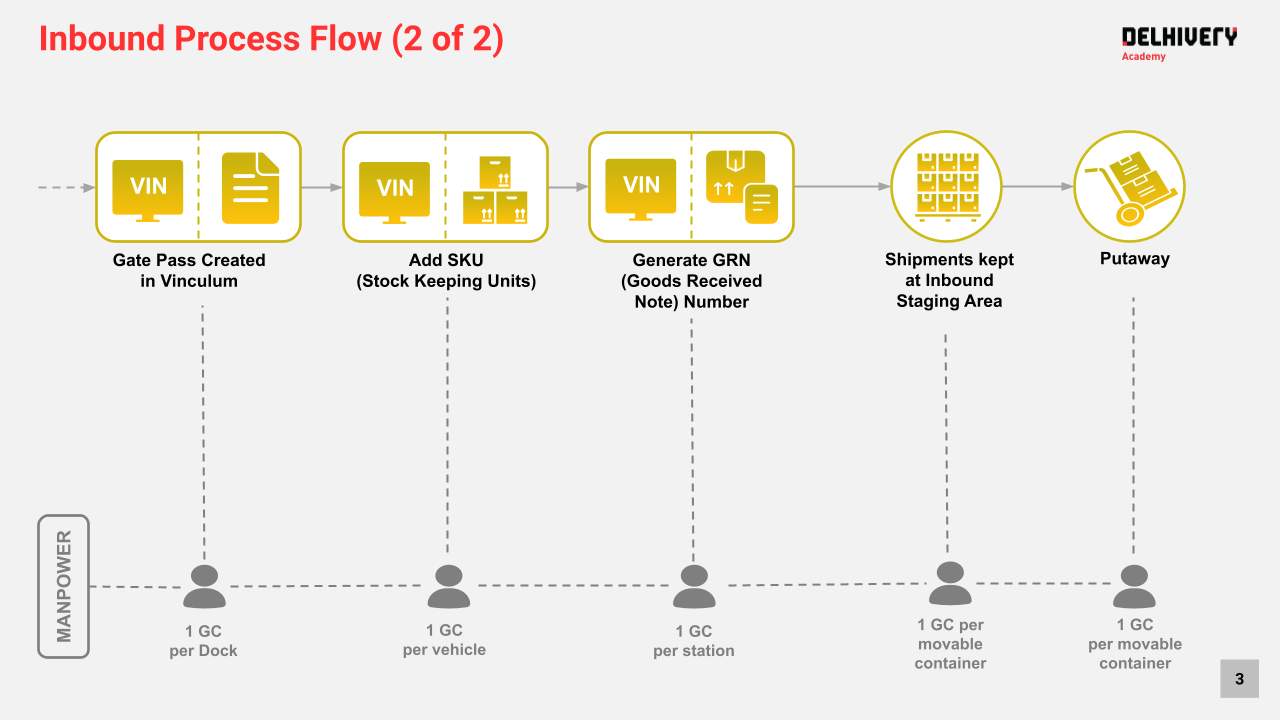 Inbound Process Flow (2 of 2)
DELHIVERY
Academy
VIN
VIN
VIN
Gate Pass Created
in Vinculum
Add SKU
(Stock Keeping Units)
Generate GRN
(Goods Received
Note) Number
Shipments kept
at Inbound
Staging Area
Putaway
MANPOWER
1 GC
per Dock
1 GC
per vehicle
1 GC
per station
1 GC per
movable
container
1 GC
per movable
container
3